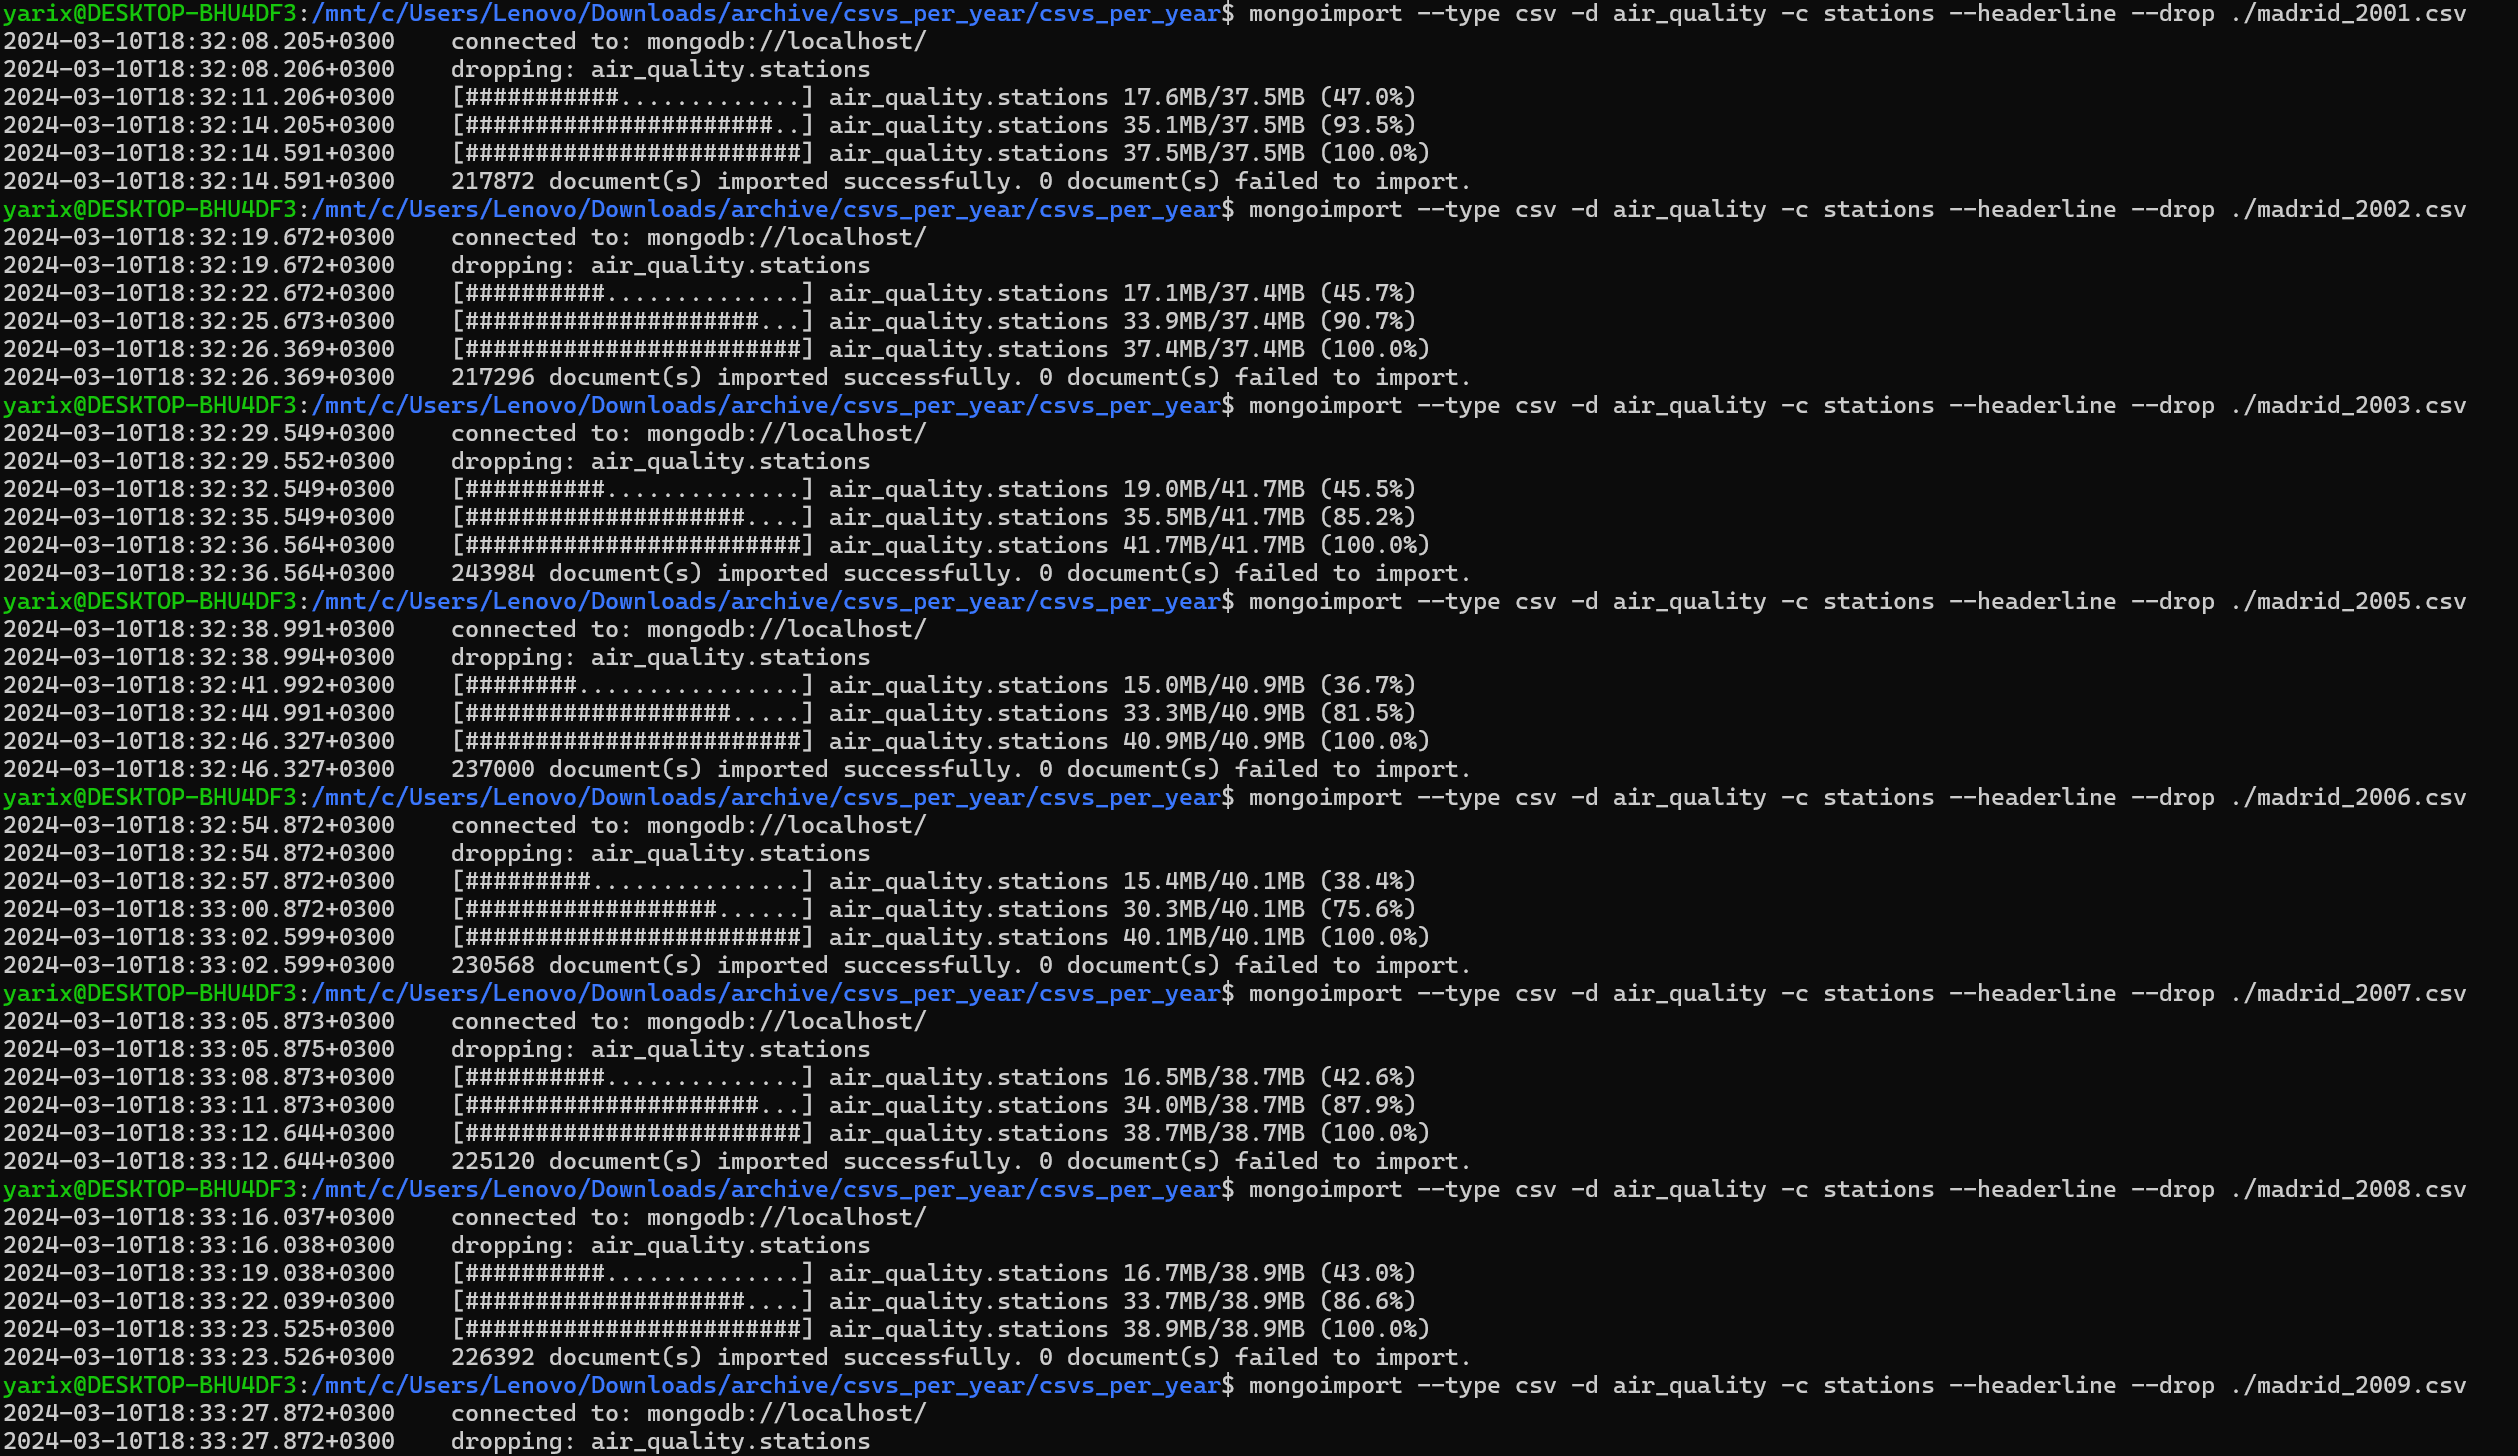 yarix@DESKTOP-BHU4DF3:/mnt/c/Users/Lenovo/Downloads/archive/csvs_per_year/csvs_per_year$ mongoimport --type csv -d air_quality -c stations --headerline --drop ./madrid_2001.csv
2024-03-10T18:32:08.205+0300    connected to: mongodb://localhost/
2024-03-10T18:32:08.206+0300    dropping: air_quality.stations
2024-03-10T18:32:11.206+0300    [###########.............] air_quality.stations 17.6MB/37.5MB (47.0%)
2024-03-10T18:32:14.205+0300    [######################..] air_quality.stations 35.1MB/37.5MB (93.5%)
2024-03-10T18:32:14.591+0300    [########################] air_quality.stations 37.5MB/37.5MB (100.0%)
2024-03-10T18:32:14.591+0300    217872 document(s) imported successfully. 0 document(s) failed to import.
yarix@DESKTOP-BHU4DF3:/mnt/c/Users/Lenovo/Downloads/archive/csvs_per_year/csvs_per_year$ mongoimport --type csv -d air_quality -c stations --headerline --drop ./madrid_2002.csv
2024-03-10T18:32:19.672+0300    connected to: mongodb://localhost/
2024-03-10T18:32:19.672+0300    dropping: air_quality.stations
2024-03-10T18:32:22.672+0300    [##########..............] air_quality.stations 17.1MB/37.4MB (45.7%)
2024-03-10T18:32:25.673+0300    [#####################...] air_quality.stations 33.9MB/37.4MB (90.7%)
2024-03-10T18:32:26.369+0300    [########################] air_quality.stations 37.4MB/37.4MB (100.0%)
2024-03-10T18:32:26.369+0300    217296 document(s) imported successfully. 0 document(s) failed to import.
yarix@DESKTOP-BHU4DF3:/mnt/c/Users/Lenovo/Downloads/archive/csvs_per_year/csvs_per_year$ mongoimport --type csv -d air_quality -c stations --headerline --drop ./madrid_2003.csv
2024-03-10T18:32:29.549+0300    connected to: mongodb://localhost/
2024-03-10T18:32:29.552+0300    dropping: air_quality.stations
2024-03-10T18:32:32.549+0300    [##########..............] air_quality.stations 19.0MB/41.7MB (45.5%)
2024-03-10T18:32:35.549+0300    [####################....] air_quality.stations 35.5MB/41.7MB (85.2%)
2024-03-10T18:32:36.564+0300    [########################] air_quality.stations 41.7MB/41.7MB (100.0%)
2024-03-10T18:32:36.564+0300    243984 document(s) imported successfully. 0 document(s) failed to import.
yarix@DESKTOP-BHU4DF3:/mnt/c/Users/Lenovo/Downloads/archive/csvs_per_year/csvs_per_year$ mongoimport --type csv -d air_quality -c stations --headerline --drop ./madrid_2005.csv
2024-03-10T18:32:38.991+0300    connected to: mongodb://localhost/
2024-03-10T18:32:38.994+0300    dropping: air_quality.stations
2024-03-10T18:32:41.992+0300    [########................] air_quality.stations 15.0MB/40.9MB (36.7%)
2024-03-10T18:32:44.991+0300    [###################.....] air_quality.stations 33.3MB/40.9MB (81.5%)
2024-03-10T18:32:46.327+0300    [########################] air_quality.stations 40.9MB/40.9MB (100.0%)
2024-03-10T18:32:46.327+0300    237000 document(s) imported successfully. 0 document(s) failed to import.
yarix@DESKTOP-BHU4DF3:/mnt/c/Users/Lenovo/Downloads/archive/csvs_per_year/csvs_per_year$ mongoimport --type csv -d air_quality -c stations --headerline --drop ./madrid_2006.csv
2024-03-10T18:32:54.872+0300    connected to: mongodb://localhost/
2024-03-10T18:32:54.872+0300    dropping: air_quality.stations
2024-03-10T18:32:57.872+0300    [#########...............] air_quality.stations 15.4MB/40.1MB (38.4%)
2024-03-10T18:33:00.872+0300    [##################......] air_quality.stations 30.3MB/40.1MB (75.6%)
2024-03-10T18:33:02.599+0300    [########################] air_quality.stations 40.1MB/40.1MB (100.0%)
2024-03-10T18:33:02.599+0300    230568 document(s) imported successfully. 0 document(s) failed to import.
yarix@DESKTOP-BHU4DF3:/mnt/c/Users/Lenovo/Downloads/archive/csvs_per_year/csvs_per_year$ mongoimport --type csv -d air_quality -c stations --headerline --drop ./madrid_2007.csv
2024-03-10T18:33:05.873+0300    connected to: mongodb://localhost/
2024-03-10T18:33:05.875+0300    dropping: air_quality.stations
2024-03-10T18:33:08.873+0300    [##########..............] air_quality.stations 16.5MB/38.7MB (42.6%)
2024-03-10T18:33:11.873+0300    [#####################...] air_quality.stations 34.0MB/38.7MB (87.9%)
2024-03-10T18:33:12.644+0300    [########################] air_quality.stations 38.7MB/38.7MB (100.0%)
2024-03-10T18:33:12.644+0300    225120 document(s) imported successfully. 0 document(s) failed to import.
yarix@DESKTOP-BHU4DF3:/mnt/c/Users/Lenovo/Downloads/archive/csvs_per_year/csvs_per_year$ mongoimport --type csv -d air_quality -c stations --headerline --drop ./madrid_2008.csv
2024-03-10T18:33:16.037+0300    connected to: mongodb://localhost/
2024-03-10T18:33:16.038+0300    dropping: air_quality.stations
2024-03-10T18:33:19.038+0300    [##########..............] air_quality.stations 16.7MB/38.9MB (43.0%)
2024-03-10T18:33:22.039+0300    [####################....] air_quality.stations 33.7MB/38.9MB (86.6%)
2024-03-10T18:33:23.525+0300    [########################] air_quality.stations 38.9MB/38.9MB (100.0%)
2024-03-10T18:33:23.526+0300    226392 document(s) imported successfully. 0 document(s) failed to import.
yarix@DESKTOP-BHU4DF3:/mnt/c/Users/Lenovo/Downloads/archive/csvs_per_year/csvs_per_year$ mongoimport --type csv -d air_quality -c stations --headerline --drop ./madrid_2009.csv
2024-03-10T18:33:27.872+0300    connected to: mongodb://localhost/
2024-03-10T18:33:27.872+0300    dropping: air_quality.stations